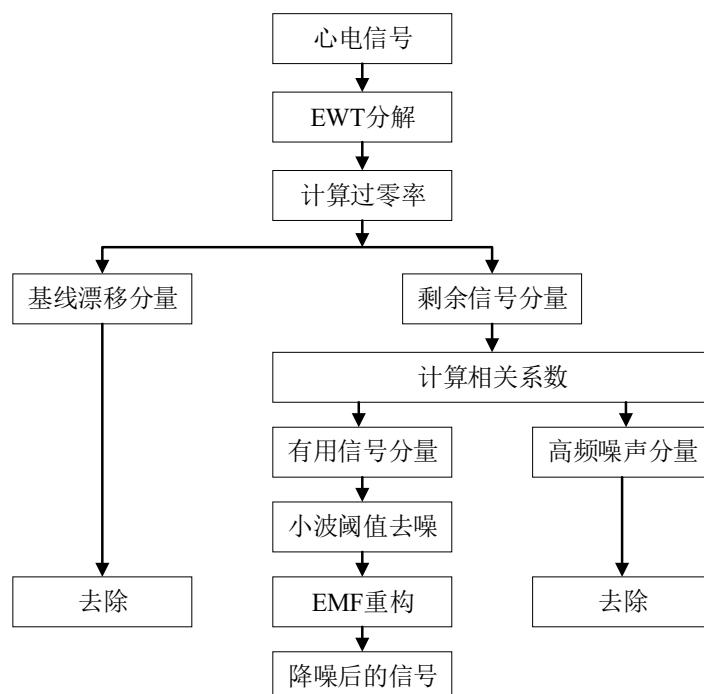 心电信号
EWT分解
计算过零率
基线漂移分量
剩余信号分量
计算相关系数
有用信号分量
高频噪声分量
小波阈值去噪
去除
EMF重构
去除
降噪后的信号